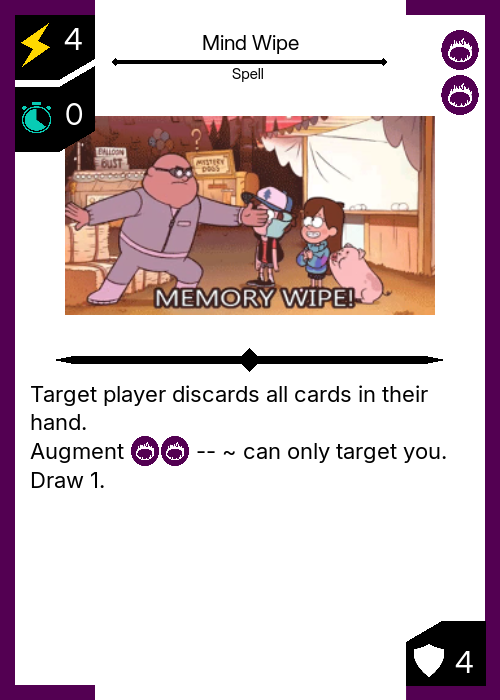 4
Mind Wipe
Spell
0
BALLOON
BUST
?
MYSTERY
MEMORY WIPE!
Target player discards all cards in their
hand.
Augment -- ~ can only target you.
Draw 1.
4